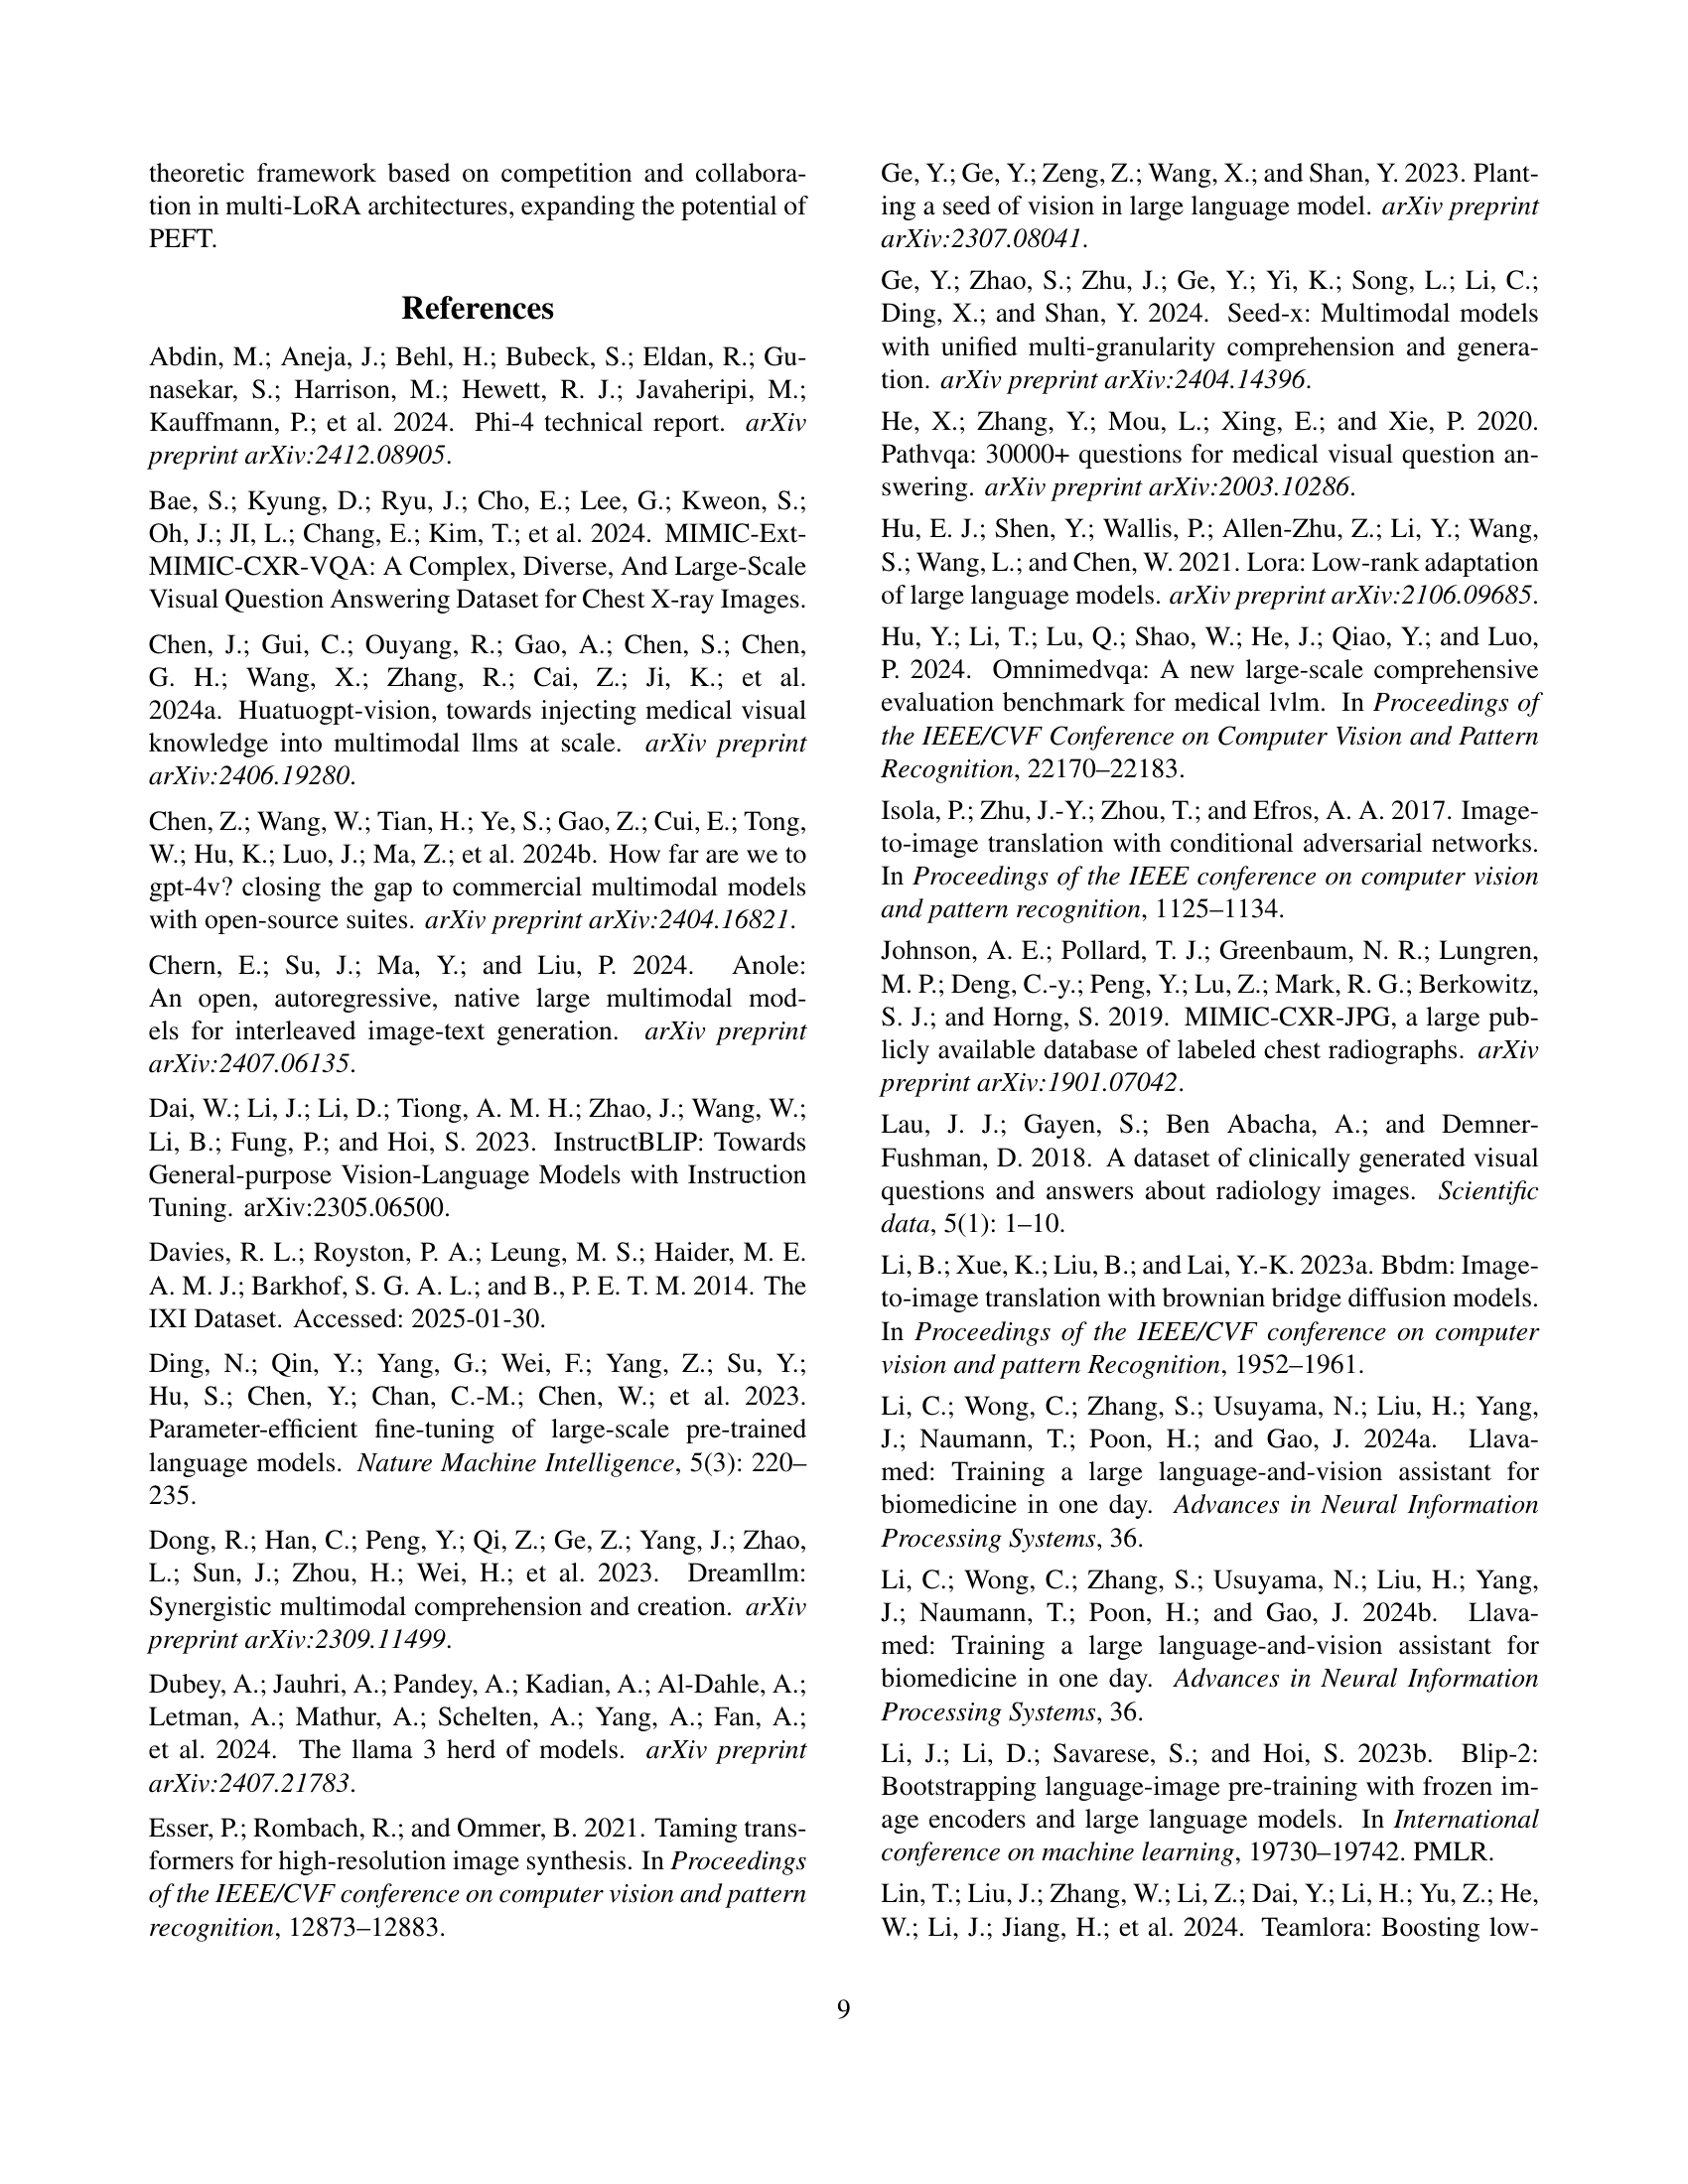 theoretic framework based on competition and collabora-
tion in multi-LoRA architectures, expanding the potential of
PEFT.
References
Abdin, M.; Aneja, J.; Behl, H.; Bubeck, S.; Eldan, R.; Gu-
nasekar, S.; Harrison, M.; Hewett, R. J.; Javaheripi, M.;
Kauffmann, P.; et al. 2024. Phi-4 technical report. arXiv
preprint arXiv:2412.08905.
Bae, S.; Kyung, D.; Ryu, J.; Cho, E.; Lee, G.; Kweon, S.;
Oh, J.; JI, L.; Chang, E.; Kim, T.; et al. 2024. MIMIC-Ext-
MIMIC-CXR-VQA: A Complex, Diverse, And Large-Scale
Visual Question Answering Dataset for Chest X-ray Images.
Chen, J.; Gui, C.; Ouyang, R.; Gao, A.; Chen, S.; Chen,
G. H.; Wang, X.; Zhang, R.; Cai, Z.; Ji, K.; et al.
2024a. Huatuogpt-vision, towards injecting medical visual
knowledge into multimodal llms at scale. arXiv preprint
arXiv:2406.19280.
Chen, Z.; Wang, W.; Tian, H.; Ye, S.; Gao, Z.; Cui, E.; Tong,
W.; Hu, K.; Luo, J.; Ma, Z.; et al. 2024b. How far are we to
gpt-4v? closing the gap to commercial multimodal models
with open-source suites. arXiv preprint arXiv:2404.16821.
Chern, E.; Su, J.; Ma, Y.; and Liu, P. 2024. Anole:
An open, autoregressive, native large multimodal mod-
els for interleaved image-text generation. arXiv preprint
arXiv:2407.06135.
Dai, W.; Li, J.; Li, D.; Tiong, A. M. H.; Zhao, J.; Wang, W.;
Li, B.; Fung, P.; and Hoi, S. 2023. InstructBLIP: Towards
General-purpose Vision-Language Models with Instruction
Tuning. arXiv:2305.06500.
Davies, R. L.; Royston, P. A.; Leung, M. S.; Haider, M. E.
A. M. J.; Barkhof, S. G. A. L.; and B., P. E. T. M. 2014. The
IXI Dataset. Accessed: 2025-01-30.
Ding, N.; Qin, Y.; Yang, G.; Wei, F.; Yang, Z.; Su, Y.;
Hu, S.; Chen, Y.; Chan, C.-M.; Chen, W.; et al. 2023.
Parameter-efficient fine-tuning of large-scale pre-trained
language models. Nature Machine Intelligence, 5(3): 220–
235.
Dong, R.; Han, C.; Peng, Y.; Qi, Z.; Ge, Z.; Yang, J.; Zhao,
L.; Sun, J.; Zhou, H.; Wei, H.; et al. 2023. Dreamllm:
Synergistic multimodal comprehension and creation. arXiv
preprint arXiv:2309.11499.
Dubey, A.; Jauhri, A.; Pandey, A.; Kadian, A.; Al-Dahle, A.;
Letman, A.; Mathur, A.; Schelten, A.; Yang, A.; Fan, A.;
et al. 2024. The llama 3 herd of models. arXiv preprint
arXiv:2407.21783.
Esser, P.; Rombach, R.; and Ommer, B. 2021. Taming trans-
formers for high-resolution image synthesis. In Proceedings
of the IEEE/CVF conference on computer vision and pattern
recognition, 12873–12883.
Ge, Y.; Ge, Y.; Zeng, Z.; Wang, X.; and Shan, Y. 2023. Plant-
ing a seed of vision in large language model. arXiv preprint
arXiv:2307.08041.
Ge, Y.; Zhao, S.; Zhu, J.; Ge, Y.; Yi, K.; Song, L.; Li, C.;
Ding, X.; and Shan, Y. 2024. Seed-x: Multimodal models
with unified multi-granularity comprehension and genera-
tion. arXiv preprint arXiv:2404.14396.
He, X.; Zhang, Y.; Mou, L.; Xing, E.; and Xie, P. 2020.
Pathvqa: 30000+ questions for medical visual question an-
swering. arXiv preprint arXiv:2003.10286.
Hu, E. J.; Shen, Y.; Wallis, P.; Allen-Zhu, Z.; Li, Y.; Wang,
S.; Wang, L.; and Chen, W. 2021. Lora: Low-rank adaptation
of large language models. arXiv preprint arXiv:2106.09685.
Hu, Y.; Li, T.; Lu, Q.; Shao, W.; He, J.; Qiao, Y.; and Luo,
P. 2024. Omnimedvqa: A new large-scale comprehensive
evaluation benchmark for medical lvlm. In Proceedings of
the IEEE/CVF Conference on Computer Vision and Pattern
Recognition, 22170–22183.
Isola, P.; Zhu, J.-Y.; Zhou, T.; and Efros, A. A. 2017. Image-
to-image translation with conditional adversarial networks.
In Proceedings of the IEEE conference on computer vision
and pattern recognition, 1125–1134.
Johnson, A. E.; Pollard, T. J.; Greenbaum, N. R.; Lungren,
M. P.; Deng, C.-y.; Peng, Y.; Lu, Z.; Mark, R. G.; Berkowitz,
S. J.; and Horng, S. 2019. MIMIC-CXR-JPG, a large pub-
licly available database of labeled chest radiographs. arXiv
preprint arXiv:1901.07042.
Lau, J. J.; Gayen, S.; Ben Abacha, A.; and Demner-
Fushman, D. 2018. A dataset of clinically generated visual
questions and answers about radiology images. Scientific
data, 5(1): 1–10.
Li, B.; Xue, K.; Liu, B.; and Lai, Y.-K. 2023a. Bbdm: Image-
to-image translation with brownian bridge diffusion models.
In Proceedings of the IEEE/CVF conference on computer
vision and pattern Recognition, 1952–1961.
Li, C.; Wong, C.; Zhang, S.; Usuyama, N.; Liu, H.; Yang,
J.; Naumann, T.; Poon, H.; and Gao, J. 2024a. Llava-
med: Training a large language-and-vision assistant for
biomedicine in one day. Advances in Neural Information
Processing Systems, 36.
Li, C.; Wong, C.; Zhang, S.; Usuyama, N.; Liu, H.; Yang,
J.; Naumann, T.; Poon, H.; and Gao, J. 2024b. Llava-
med: Training a large language-and-vision assistant for
biomedicine in one day. Advances in Neural Information
Processing Systems, 36.
Li, J.; Li, D.; Savarese, S.; and Hoi, S. 2023b. Blip-2:
Bootstrapping language-image pre-training with frozen im-
age encoders and large language models. In International
conference on machine learning, 19730–19742. PMLR.
Lin, T.; Liu, J.; Zhang, W.; Li, Z.; Dai, Y.; Li, H.; Yu, Z.; He,
W.; Li, J.; Jiang, H.; et al. 2024. Teamlora: Boosting low-
9